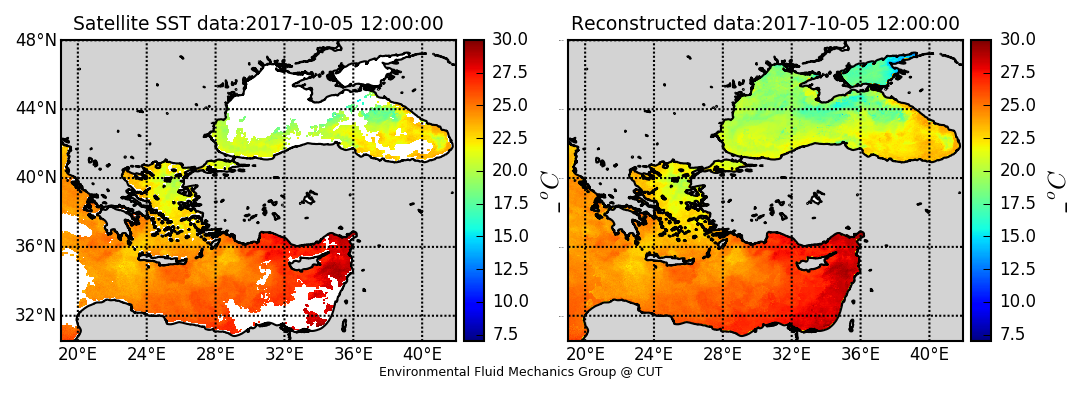 Satellite SST data:2017-10-05 12:00:00
48°N
44°N
40°N
36°N
32°N
20°E 24°E 28°E 32°E 36°E 40°E
30.0
27.5
25.0
22.5
20.0
17.5
15.0
12.5
10.0
7.5
°C
Reconstructed data:2017-10-05 12:00:00
20°E 24°E 28°E 32°E 36°E 40°E
30.0
27.5
25.0
22.5
20.0
17.5
15.0
12.5
10.0
7.5
_°C
Environmental Fluid Mechanics Group @ CUT